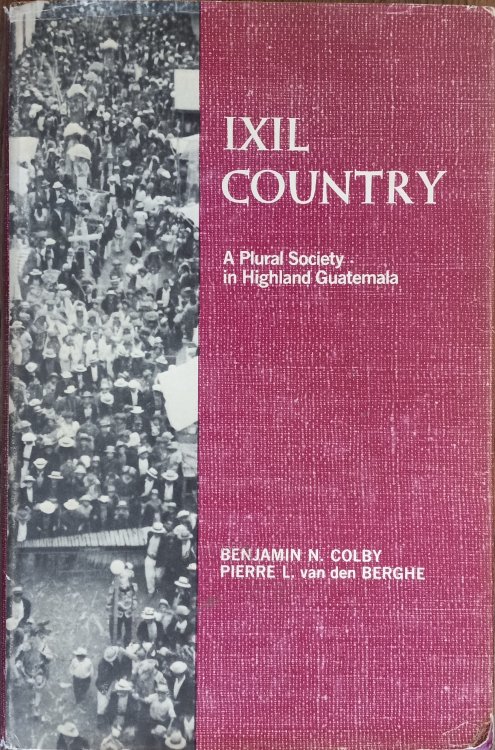 IXIL
COUNTRY
A Plural Society
in Highland Guatemala
BENJAMIN N. COLBY
PIERRE L. van den BERGHE